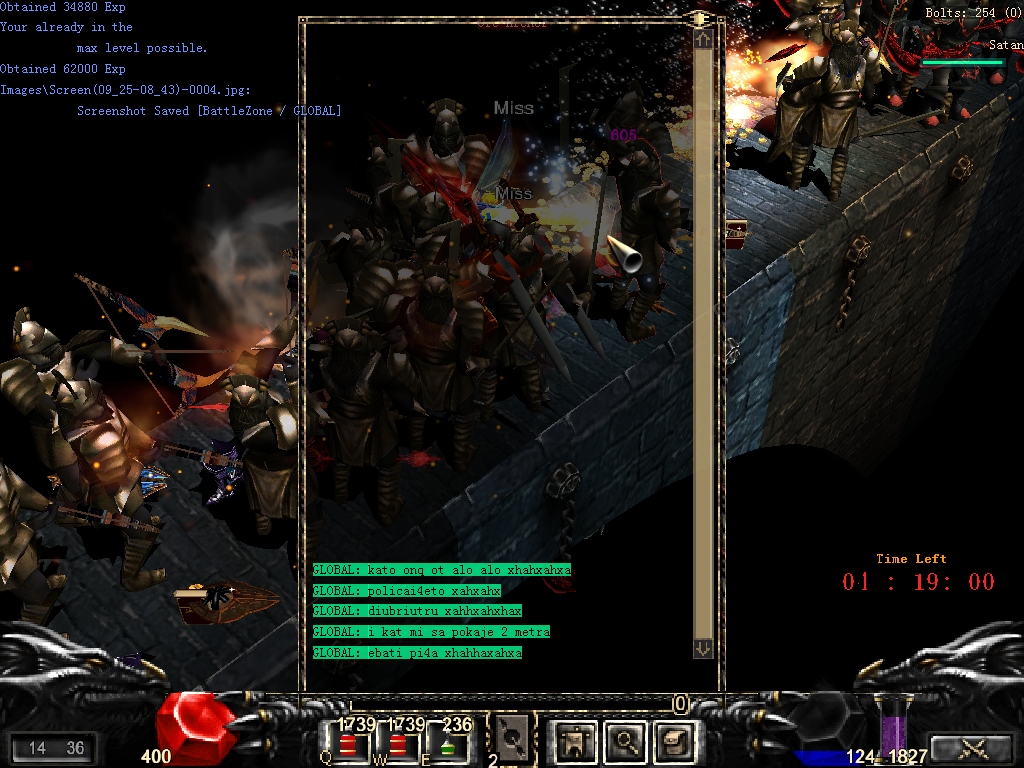 Obtained 34880 Exp
Your already in the
max level possible.
Obtained 62000 Exp
Images\Screen(09_25-08_43)-0004.jpg:
Screenshot Saved [BattleZone / GLOBAL]
Bolts: 254 (0)
Satan
Miss
605
Miss
Time Left
01 : 19: 00
GLOBAL: kato onq ot alo alo xhahxahxa
GLOBAL: policai4eto xahxahx
GLOBAL: diubriutru xahhxahxhax
GLOBAL: i kat mi sa pokaje 2 metra
GLOBAL: ebati pi4a xhahhaxahxa
0
1739 1739 236
Q W E 2
14 36
400
124 1827